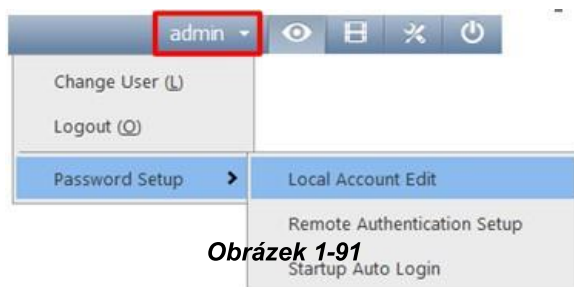 admin
Change User (L)
Logout (O)
Password Setup
Local Account Edit
Remote Authentication Setup
Obrázek 1-91
Startup Auto Login